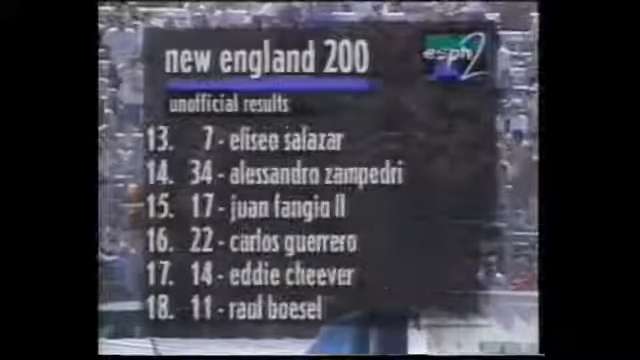 new england 200
espn2
unofficial results
13. 7 - eliseo salazar
14. 34 - alessandro zampedri
15. 17 - juan fangio II
16. 22 - carlos guerrero
17. 14 - eddie cheever
18. 11 - raul boesel